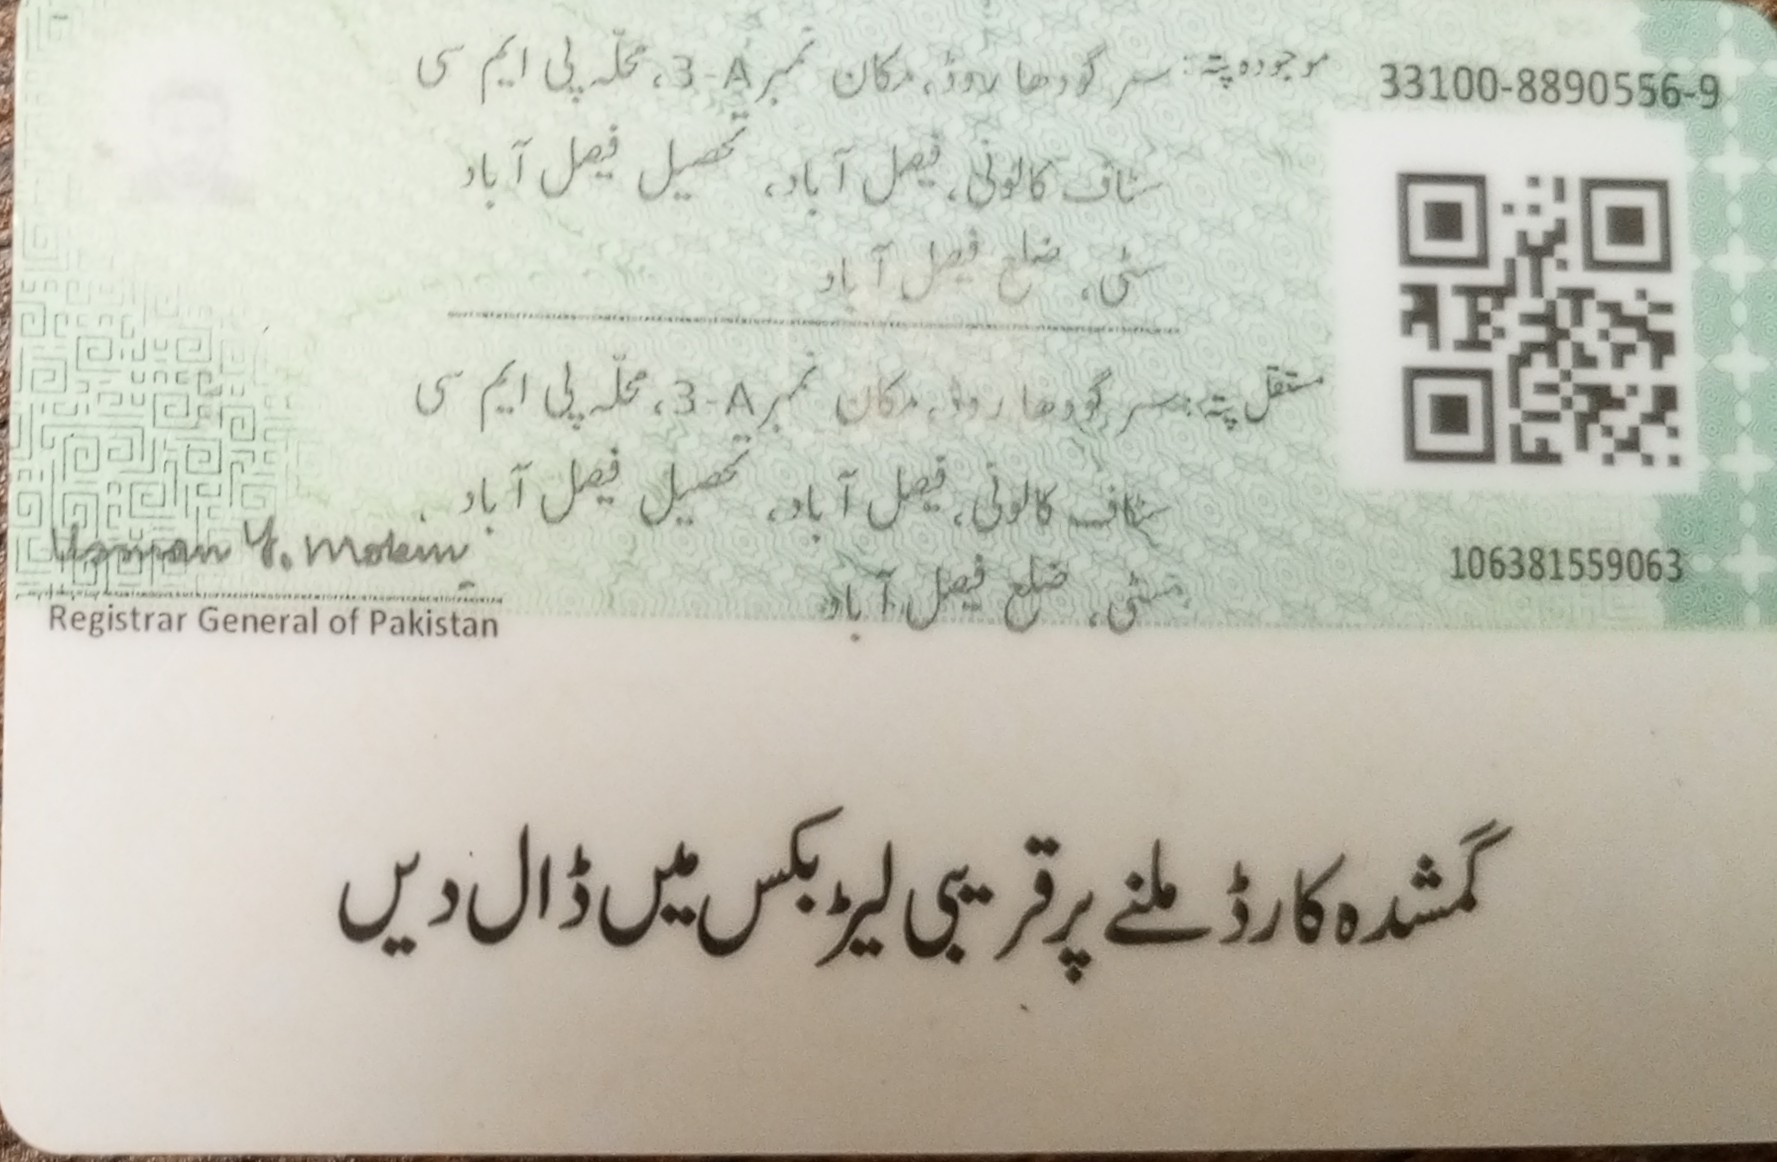 33100-8890556-9
موجودہ پتہ: سرگودھا روڈ، مکان نمبر 3-A، محلّہ پی ایم سی
سٹاف کالونی، فیصل آباد، تحصیل فیصل آباد
سٹی، ضلع فیصل آباد
مستقل پتہ: سرگودھا روڈ، مکان نمبر 3-A، محلّہ پی ایم سی
سٹاف کالونی، فیصل آباد، تحصیل فیصل آباد
سٹی، ضلع فیصل آباد
106381559063
Usman Y. Mobin
Registrar General of Pakistan
گمشدہ کارڈ ملنے پر قریبی لیٹر بکس میں ڈال دیں